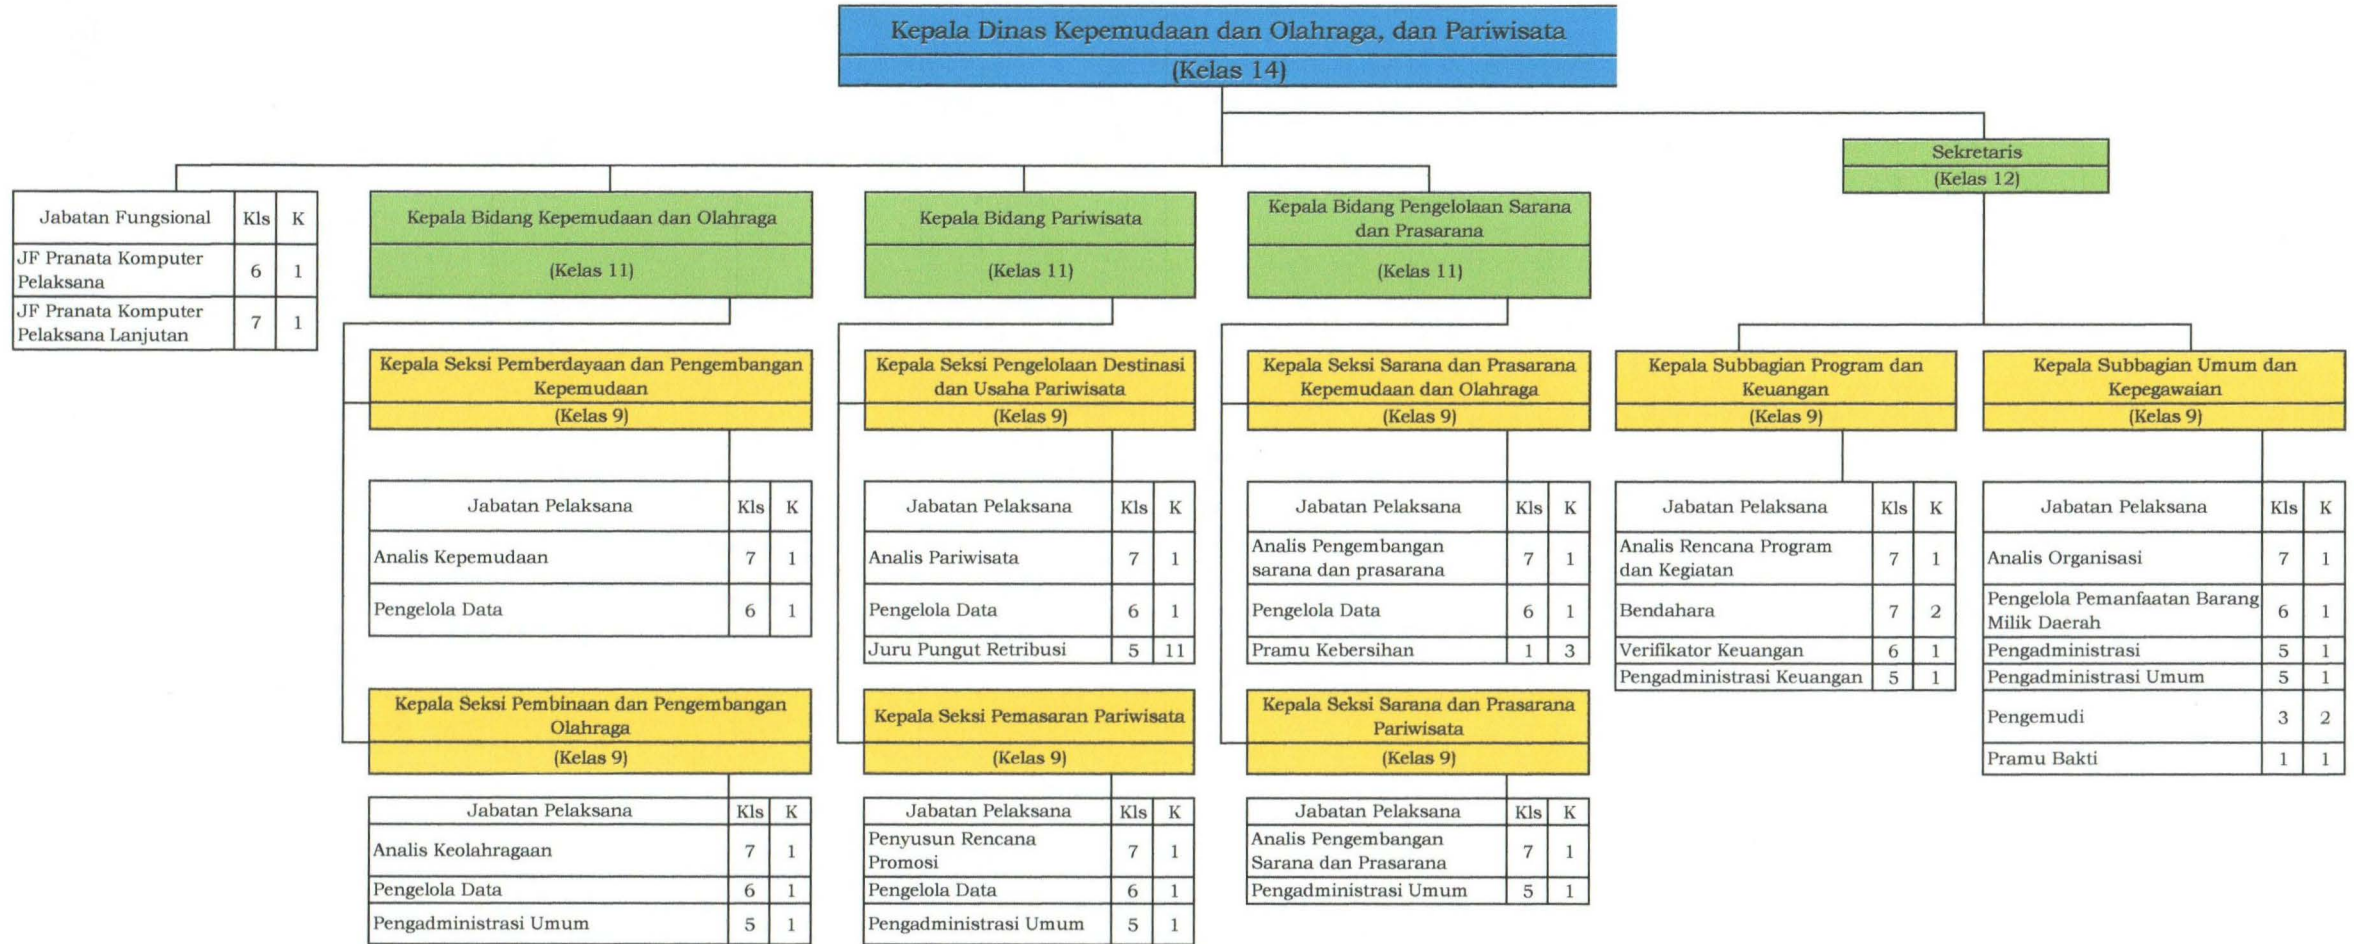 Kepala Dinas Kepemudaan dan Olahraga, dan Pariwisata
(Kelas 14)
Sekretaris
(Kelas 12)
Jabatan Fungsional Kls K
JF Pranata Komputer
Pelaksana 6 1
JF Pranata Komputer
Pelaksana Lanjutan 7 1
Kepala Bidang Kepemudaan dan Olahraga
(Kelas 11)
Kepala Bidang Pariwisata
(Kelas 11)
Kepala Bidang Pengelolaan Sarana
dan Prasarana
(Kelas 11)
Kepala Seksi Pemberdayaan dan Pengembangan
Kepemudaan
(Kelas 9)
Jabatan Pelaksana Kls K
Analis Kepemudaan 7 1
Pengelola Data 6 1
Kepala Seksi Pembinaan dan Pengembangan
Olahraga
(Kelas 9)
Jabatan Pelaksana Kls K
Analis Keolahragaan 7 1
Pengelola Data 6 1
Pengadministrasi Umum 5 1
Kepala Seksi Pengelolaan Destinasi
dan Usaha Pariwisata
(Kelas 9)
Jabatan Pelaksana Kls K
Analis Pariwisata 7 1
Pengelola Data 6 1
Juru Pungut Retribusi 5 11
Kepala Seksi Pemasaran Pariwisata
(Kelas 9)
Jabatan Pelaksana Kls K
Penyusun Rencana
Promosi 7 1
Pengelola Data 6 1
Pengadministrasi Umum 5 1
Kepala Seksi Sarana dan Prasarana
Kepemudaan dan Olahraga
(Kelas 9)
Jabatan Pelaksana Kls K
Analis Pengembangan
sarana dan prasarana 7 1
Pengelola Data 6 1
Pramu Kebersihan 1 3
Kepala Seksi Sarana dan Prasarana
Pariwisata
(Kelas 9)
Jabatan Pelaksana Kls K
Analis Pengembangan
Sarana dan Prasarana 7 1
Pengadministrasi Umum 5 1
Kepala Subbagian Program dan
Keuangan
(Kelas 9)
Jabatan Pelaksana Kls K
Analis Rencana Program
dan Kegiatan 7 1
Bendahara 7 2
Verifikator Keuangan 6 1
Pengadministrasi Keuangan 5 1
Kepala Subbagian Umum dan
Kepegawaian
(Kelas 9)
Jabatan Pelaksana Kls K
Analis Organisasi 7 1
Pengelola Pemanfaatan Barang
Milik Daerah 6 1
Pengadministrasi 5 1
Pengadministrasi Umum 5 1
Pengemudi 3 2
Pramu Bakti 1 1